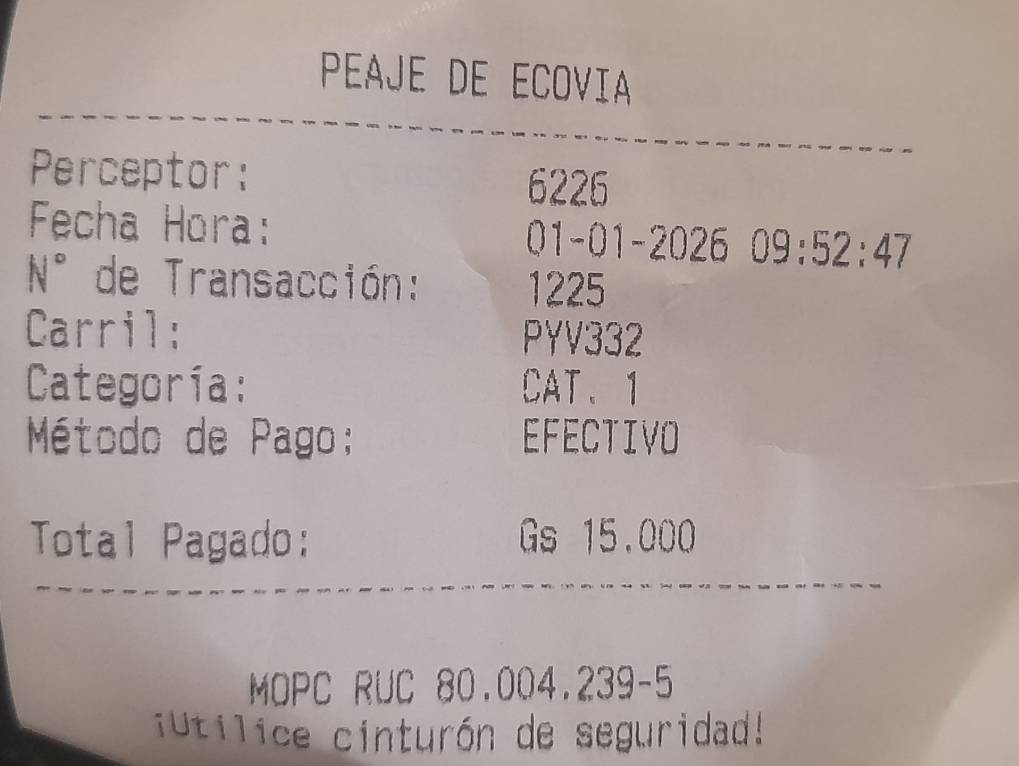 PEAJE DE ECOVIA
Perceptor: 6226
Fecha Hora: 01-01-2026 09:52:47
N° de Transacción: 1225
Carril: PYV332
Categoría: CAT. 1
Método de Pago: EFECTIVO
Total Pagado: Gs 15.000
MOPC RUC 80.004.239-5
¡Utilice cinturón de seguridad!